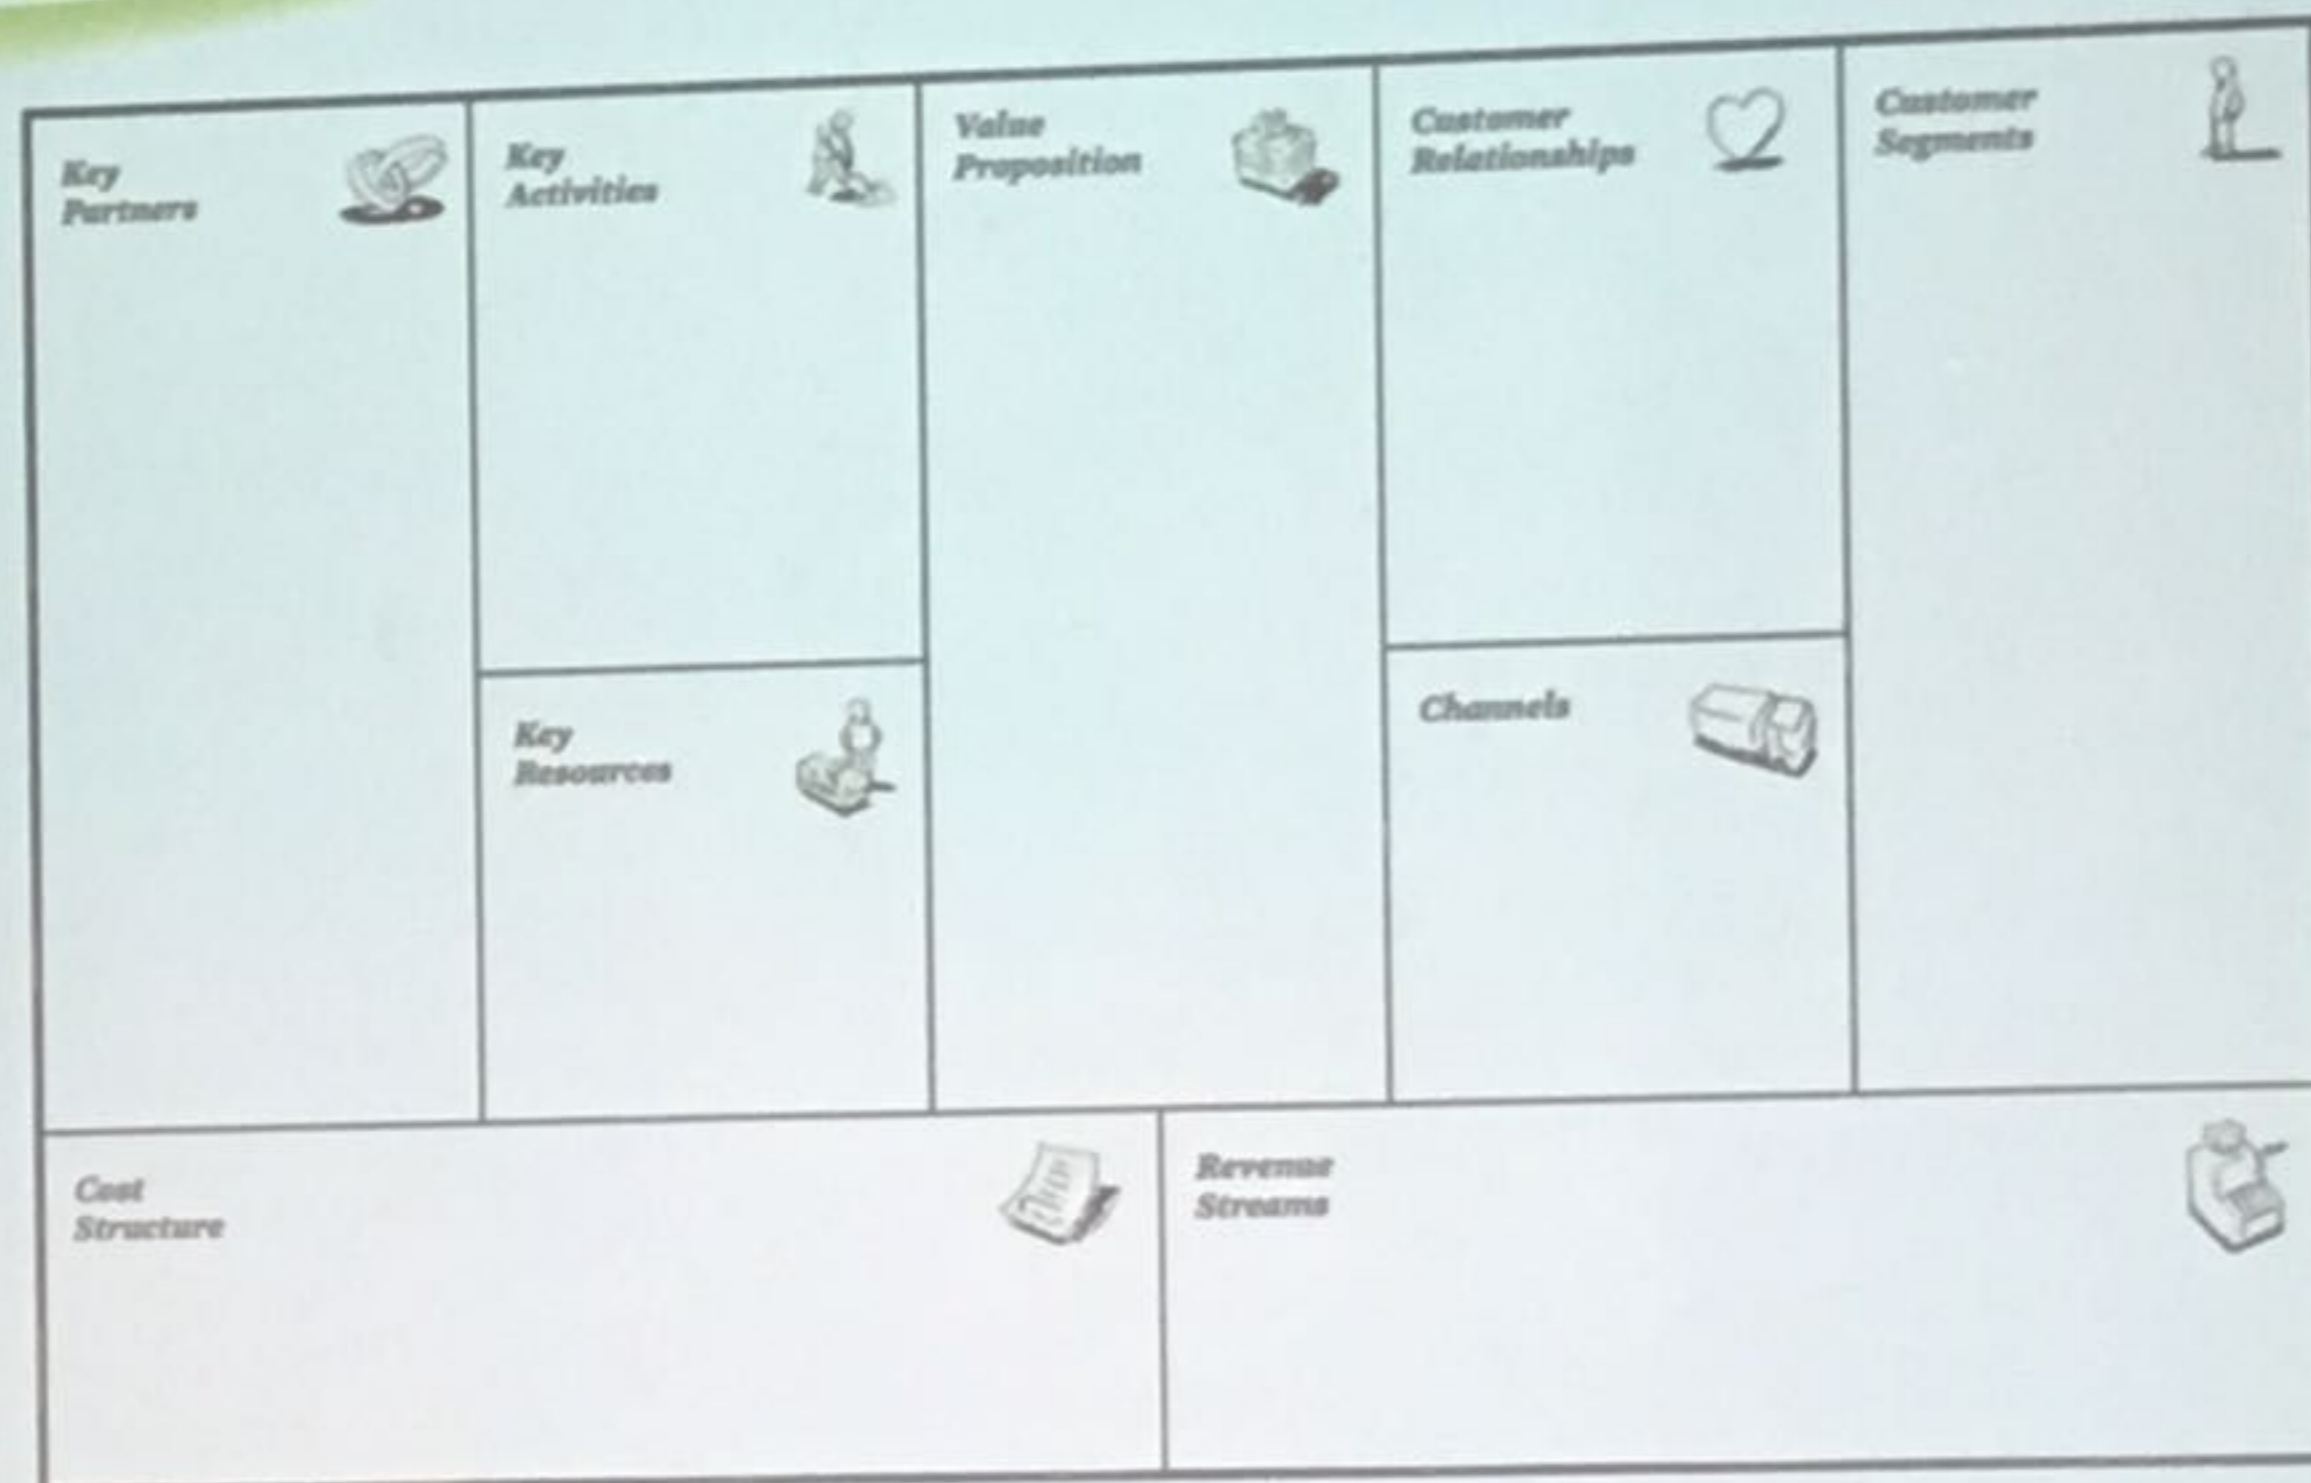 Key
Partners
Key
Activities
Key
Resources
Value
Proposition
Customer
Relationships
Channels
Customer
Segments
Cost
Structure
Revenue
Streams